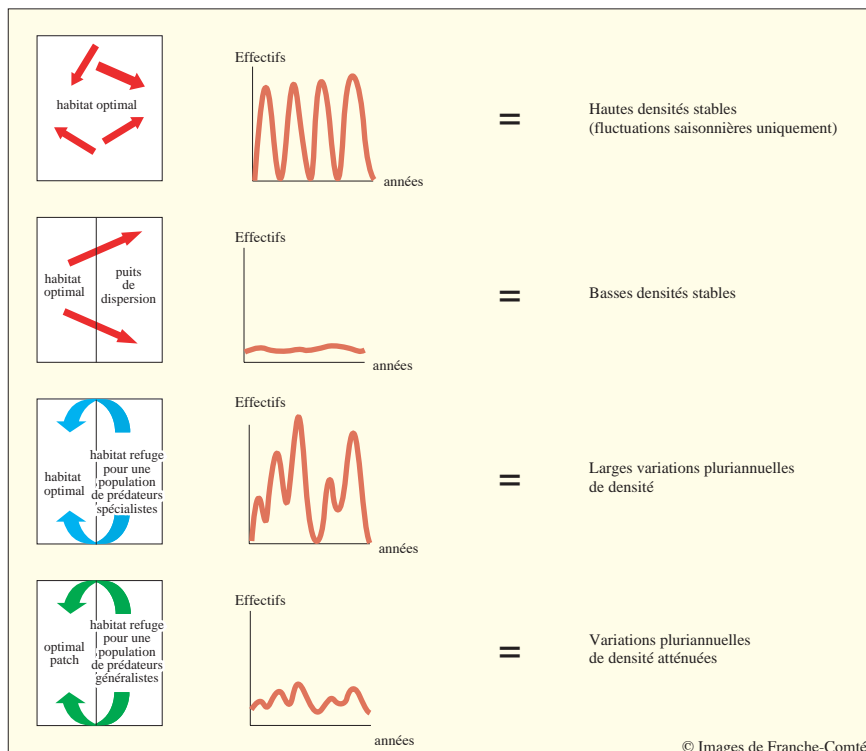 habitat optimal
Effectifs
années
=
Hautes densités stables
(fluctuations saisonnières uniquement)
habitat
optimal
puits
de
dispersion
Effectifs
années
=
Basses densités stables
habitat
optimal
habitat refuge
pour une
population
de prédateurs
spécialistes
Effectifs
années
=
Larges variations pluriannuelles
de densité
optimal
patch
habitat refuge
pour une
population
de prédateurs
généralistes
Effectifs
années
=
Variations pluriannuelles
de densité atténuées
© Images de Franche-Comté